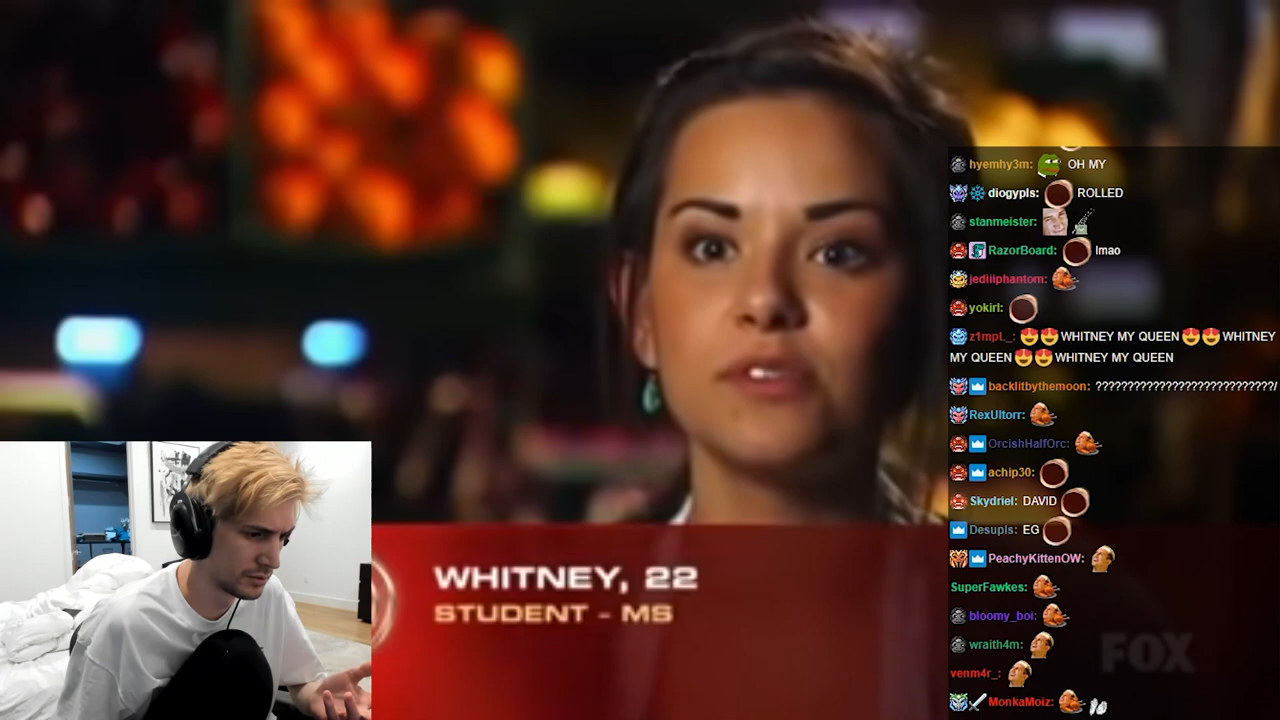 hyemhy3m: OH MY
diogypls: ROLLED
stanmeister:
RazorBoard: lmao
jediiiphantom:
yokirl:
z1mpL_: WHITNEY MY QUEEN WHITNEY
MY QUEEN WHITNEY MY QUEEN
backlitbythemoon: ????????????????????????????/
RexUltorr:
OrcishHalfOrc:
achip30:
Skydriel: DAVID
Desupls: EG
PeachyKittenOW:
SuperFawkes:
bloomy_boi:
wraith4m:
venm4r_:
MonkaMoiz:
WHITNEY, 22
STUDENT - MS
FOX